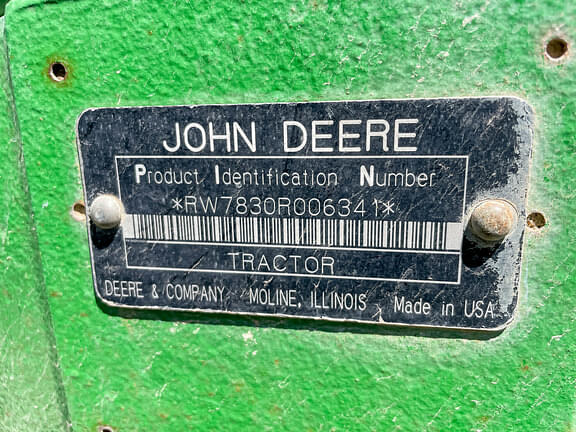 JOHN DEERE
Product Identification Number
*RW7830R006341*
TRACTOR
DEERE & COMPANY MOLINE, ILLINOIS Made in USA